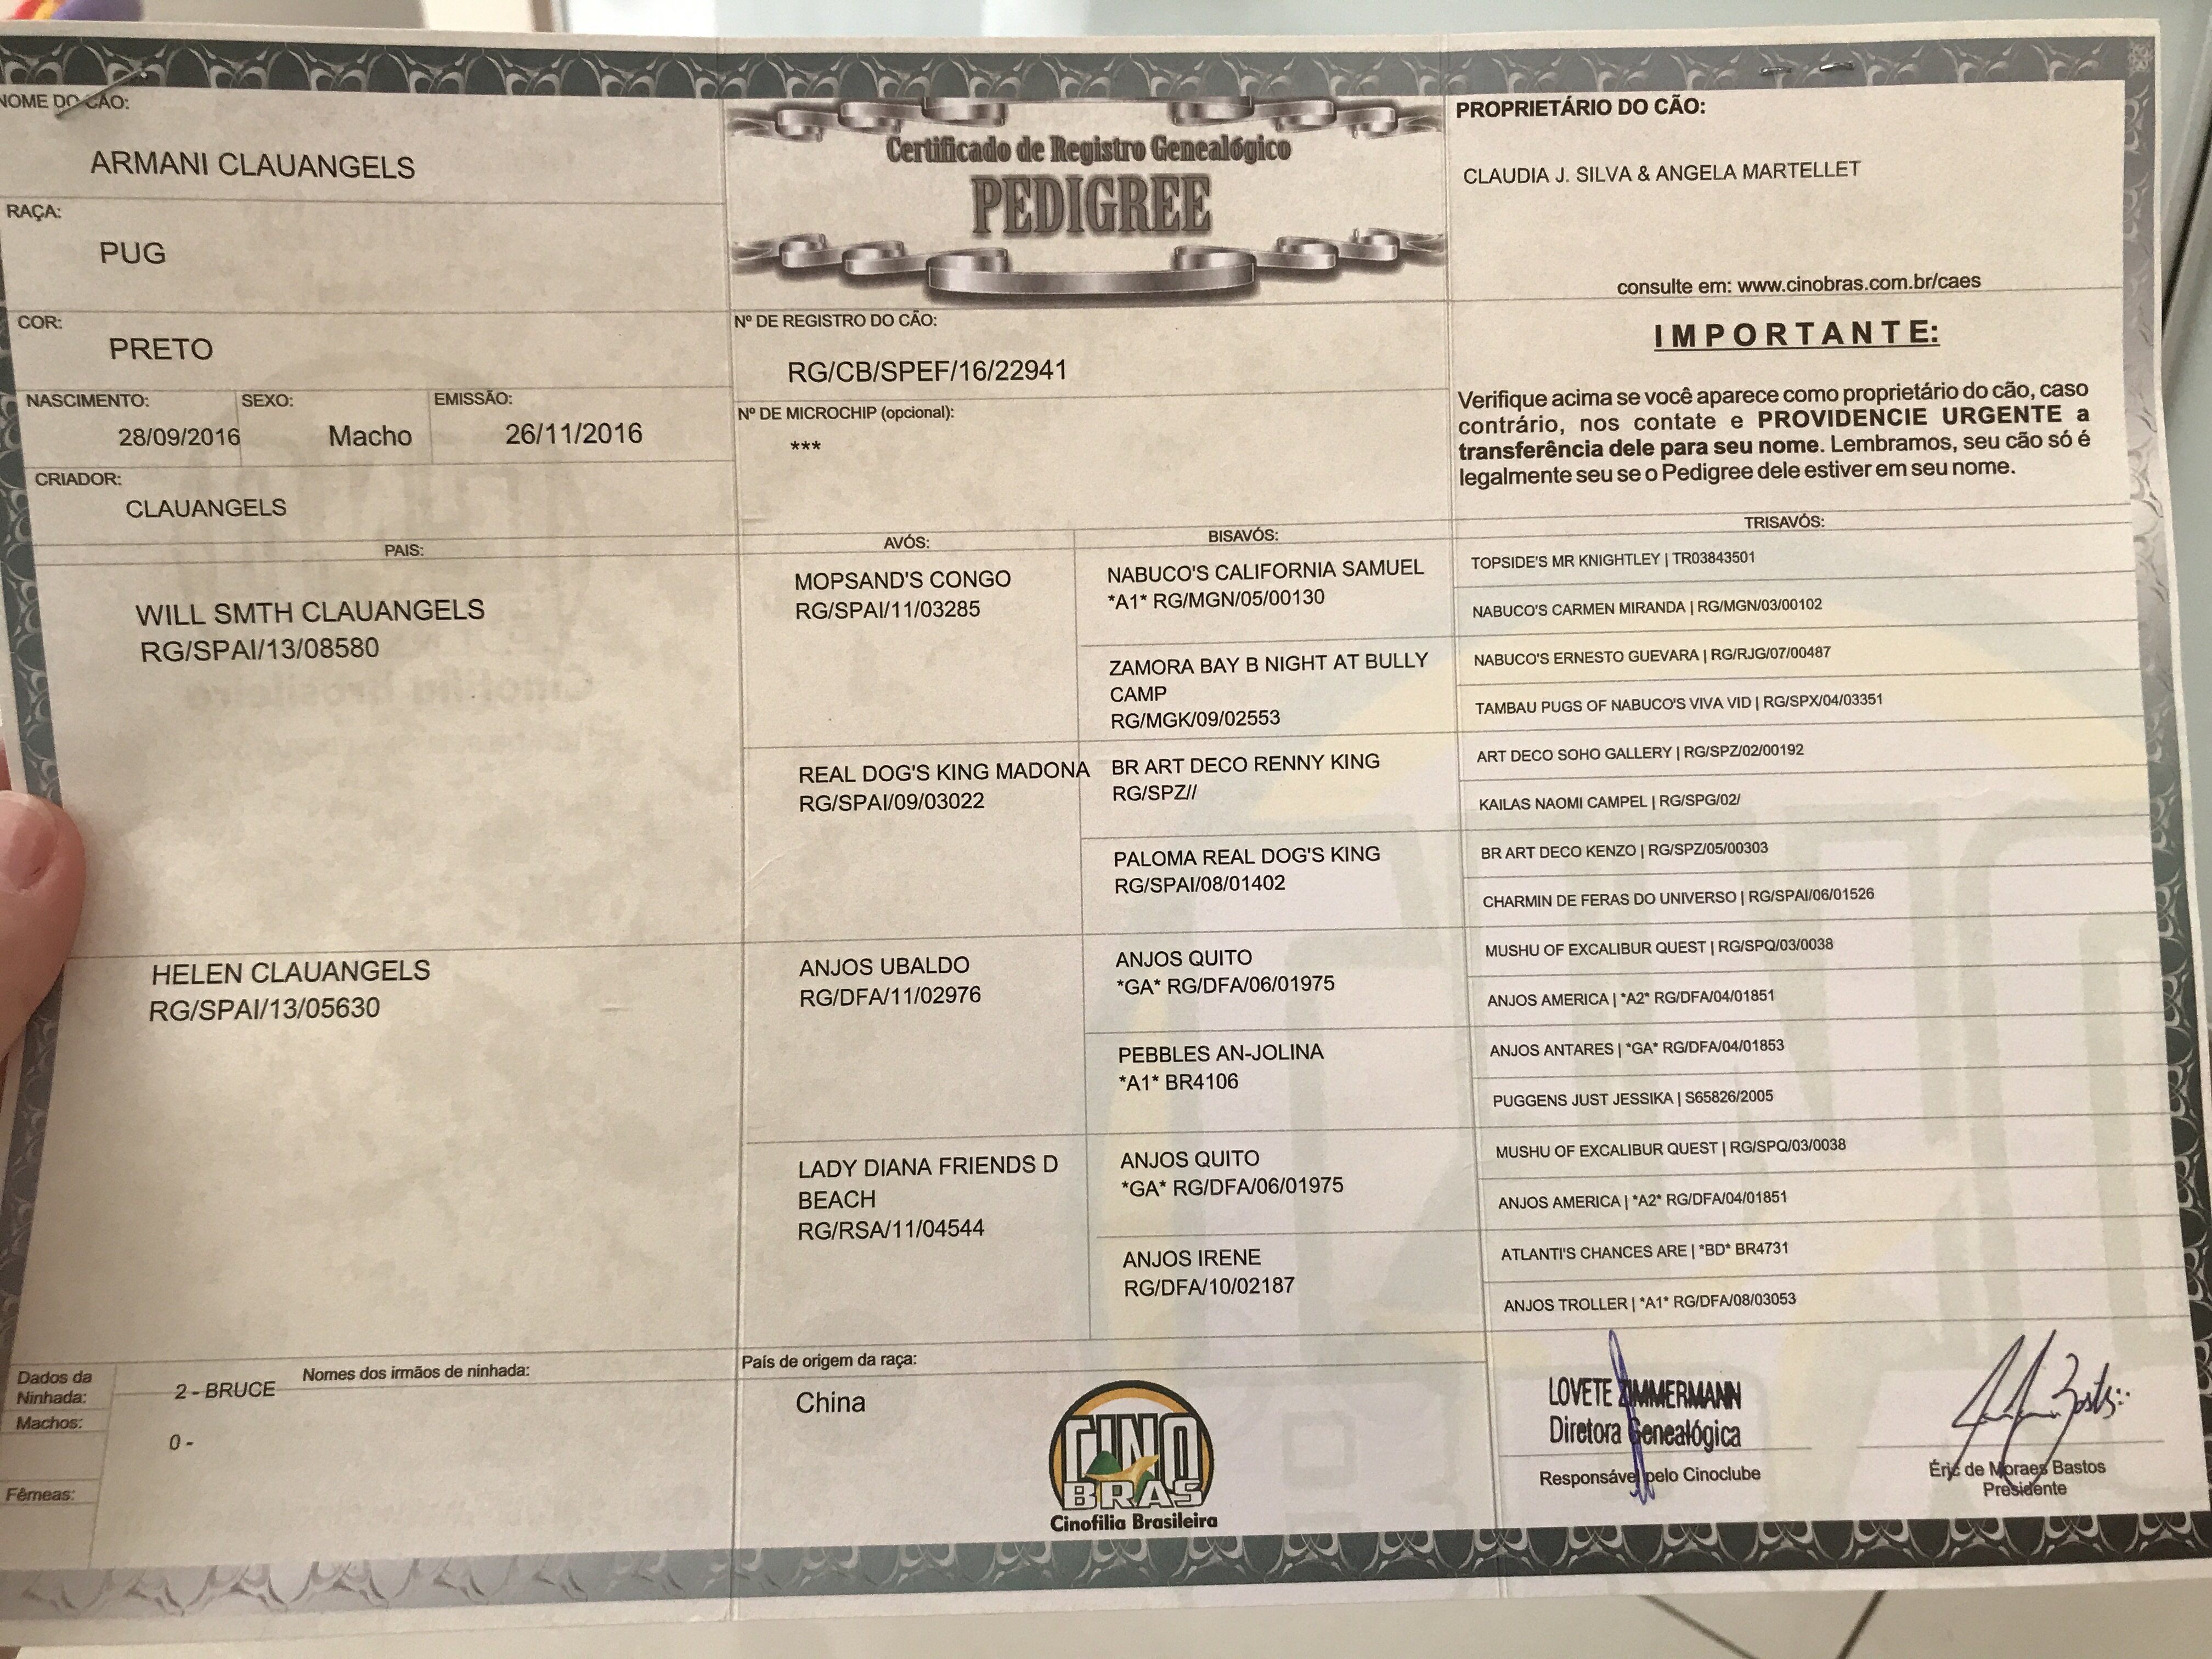 NOME DO CÃO:
ARMANI CLAUANGELS
RAÇA:
PUG
COR:
PRETO
NASCIMENTO:
28/09/2016
SEXO:
Macho
EMISSÃO:
26/11/2016
CRIADOR:
CLAUANGELS
Certificado de Registro Genealógico
PEDIGREE
Nº DE REGISTRO DO CÃO:
RG/CB/SPEF/16/22941
Nº DE MICROCHIP (opcional):
***
PROPRIETÁRIO DO CÃO:
CLAUDIA J. SILVA & ANGELA MARTELLET
consulte em: www.cinobras.com.br/caes
IMPORTANTE:
Verifique acima se você aparece como proprietário do cão, caso
contrário, nos contate e PROVIDENCIE URGENTE a
transferência dele para seu nome. Lembramos, seu cão só é
legalmente seu se o Pedigree dele estiver em seu nome.
PAIS:
WILL SMTH CLAUANGELS
RG/SPAI/13/08580
HELEN CLAUANGELS
RG/SPAI/13/05630
AVÓS:
MOPSAND'S CONGO
RG/SPAI/11/03285
REAL DOG'S KING MADONA
RG/SPAI/09/03022
ANJOS UBALDO
RG/DFA/11/02976
LADY DIANA FRIENDS D
BEACH
RG/RSA/11/04544
BISAVÓS:
NABUCO'S CALIFORNIA SAMUEL
*A1* RG/MGN/05/00130
ZAMORA BAY B NIGHT AT BULLY
CAMP
RG/MGK/09/02553
BR ART DECO RENNY KING
RG/SPZ//
PALOMA REAL DOG'S KING
RG/SPAI/08/01402
ANJOS QUITO
*GA* RG/DFA/06/01975
PEBBLES AN-JOLINA
*A1* BR4106
ANJOS QUITO
*GA* RG/DFA/06/01975
ANJOS IRENE
RG/DFA/10/02187
TRISAVÓS:
TOPSIDE'S MR KNIGHTLEY | TR03843501
NABUCO'S CARMEN MIRANDA | RG/MGN/03/00102
NABUCO'S ERNESTO GUEVARA | RG/RJG/07/00487
TAMBAU PUGS OF NABUCO'S VIVA VID | RG/SPX/04/03351
ART DECO SOHO GALLERY | RG/SPZ/02/00192
KAILAS NAOMI CAMPEL | RG/SPG/02/
BR ART DECO KENZO | RG/SPZ/05/00303
CHARMIN DE FERAS DO UNIVERSO | RG/SPAI/06/01526
MUSHU OF EXCALIBUR QUEST | RG/SPQ/03/0038
ANJOS AMERICA | *A2* RG/DFA/04/01851
ANJOS ANTARES | *GA* RG/DFA/04/01853
PUGGENS JUST JESSIKA | S65826/2005
MUSHU OF EXCALIBUR QUEST | RG/SPQ/03/0038
ANJOS AMERICA | *A2* RG/DFA/04/01851
ATLANTI'S CHANCES ARE | *BD* BR4731
ANJOS TROLLER | *A1* RG/DFA/08/03053
Dados da
Ninhada:
Machos:
Fêmeas:
Nomes dos irmãos de ninhada:
2 - BRUCE
0 -
País de origem da raça:
China
CINO
BRAS
Cinofilia Brasileira
LOVETE ZIMMERMANN
Diretora Genealógica
Responsável pelo Cinoclube
Éric de Moraes Bastos
Presidente